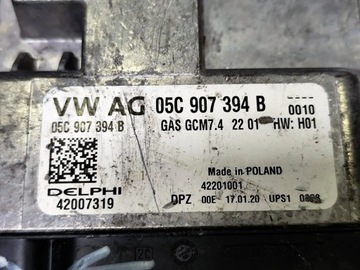 VW AG 05C 907 394 B 0010
05C 907 394 B GAS GCM7.4 22 01 HW: H01
Made in POLAND
42201001
DELPHI
42007319
DPZ 00E 17.01.20 UPS1